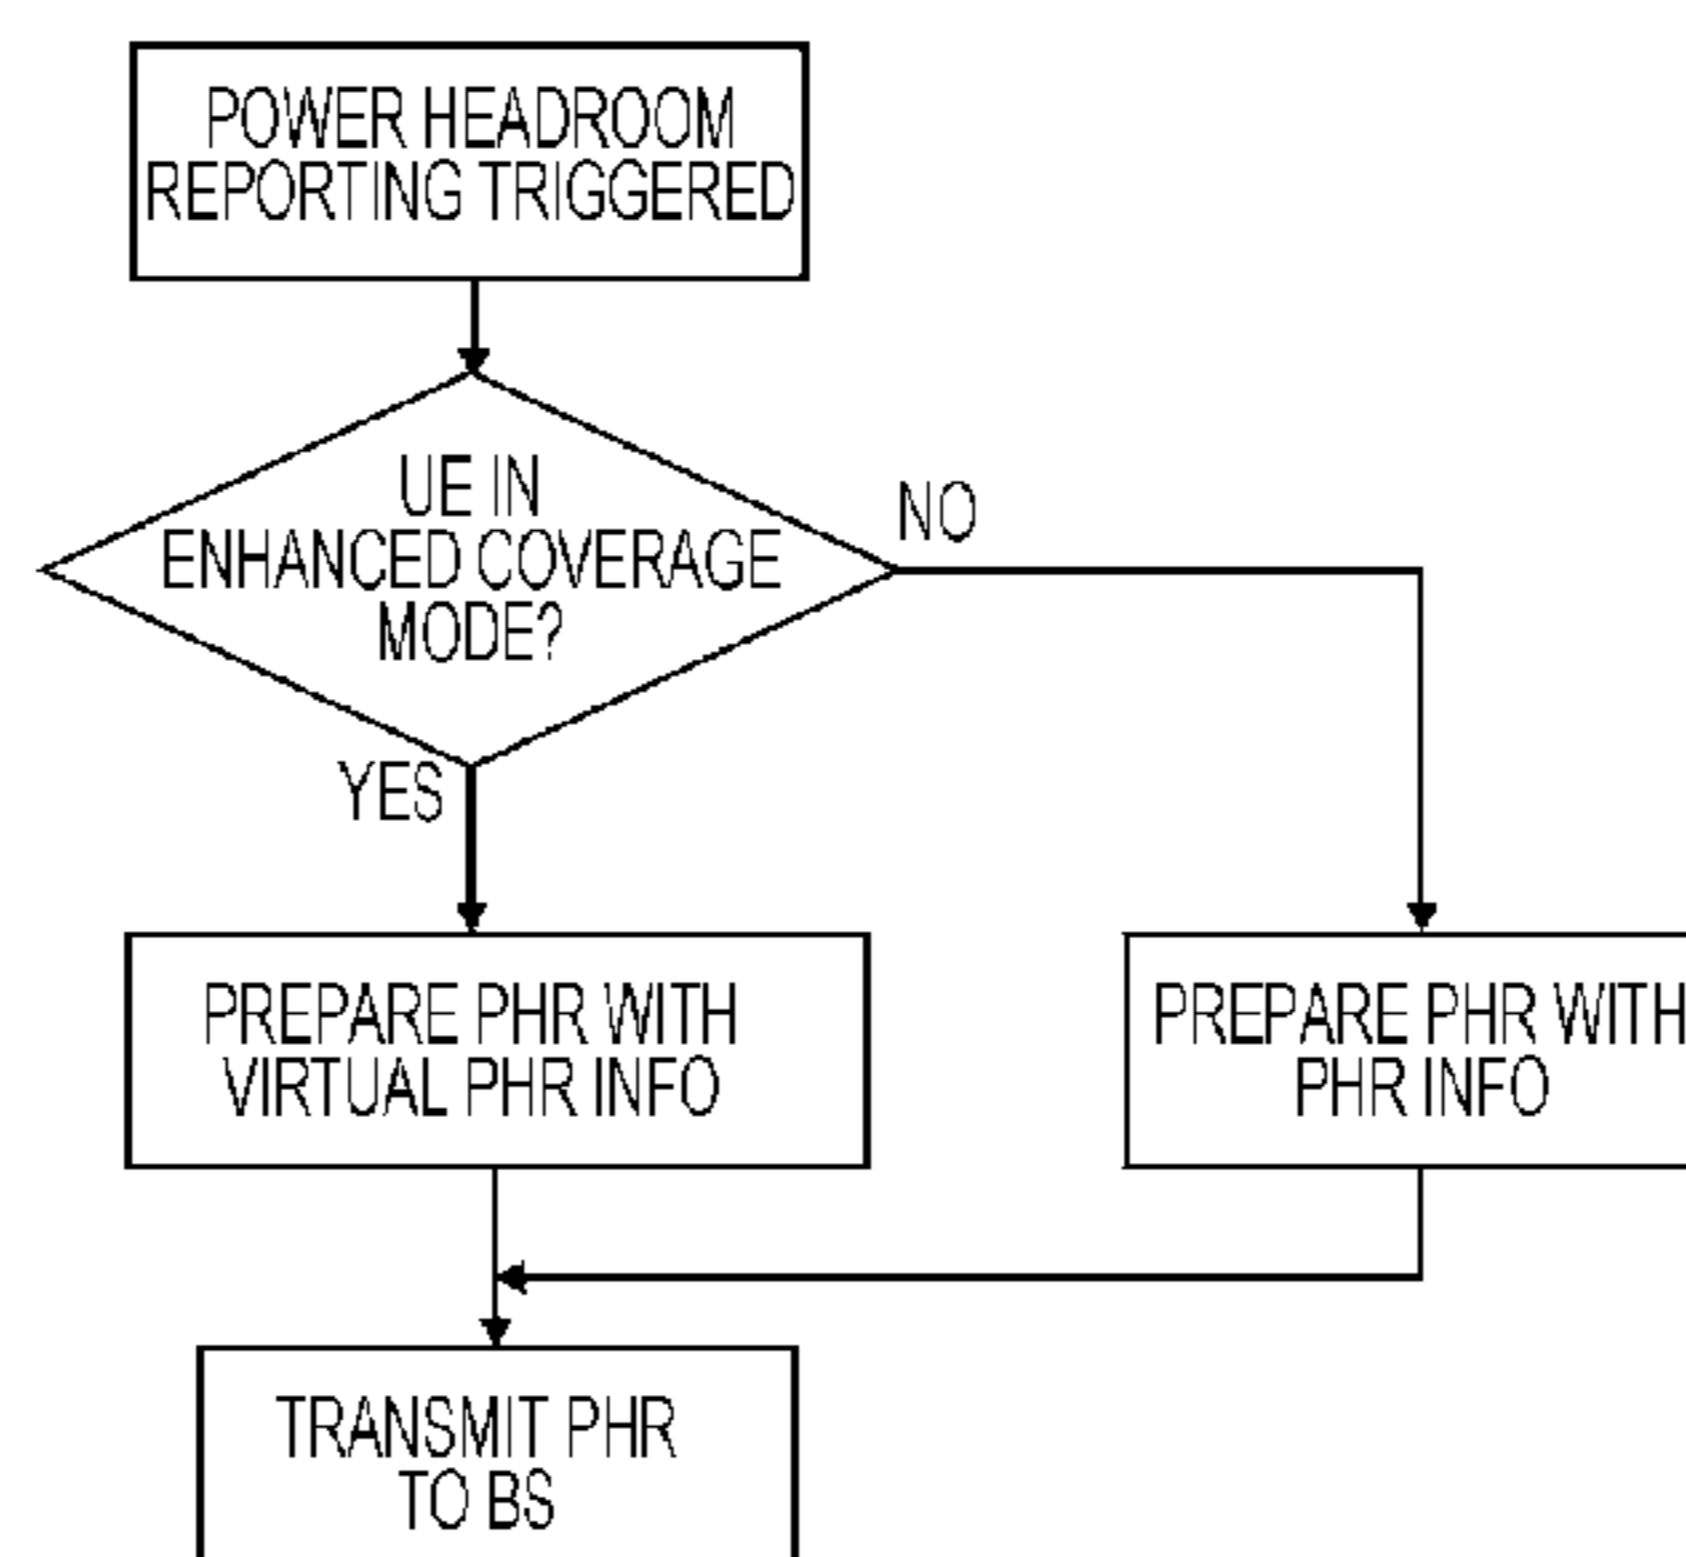 POWER HEADROOM
REPORTING TRIGGERED
UE IN
ENHANCED COVERAGE
MODE?
NO
YES
PREPARE PHR WITH
VIRTUAL PHR INFO
PREPARE PHR WITH
PHR INFO
TRANSMIT PHR
TO BS